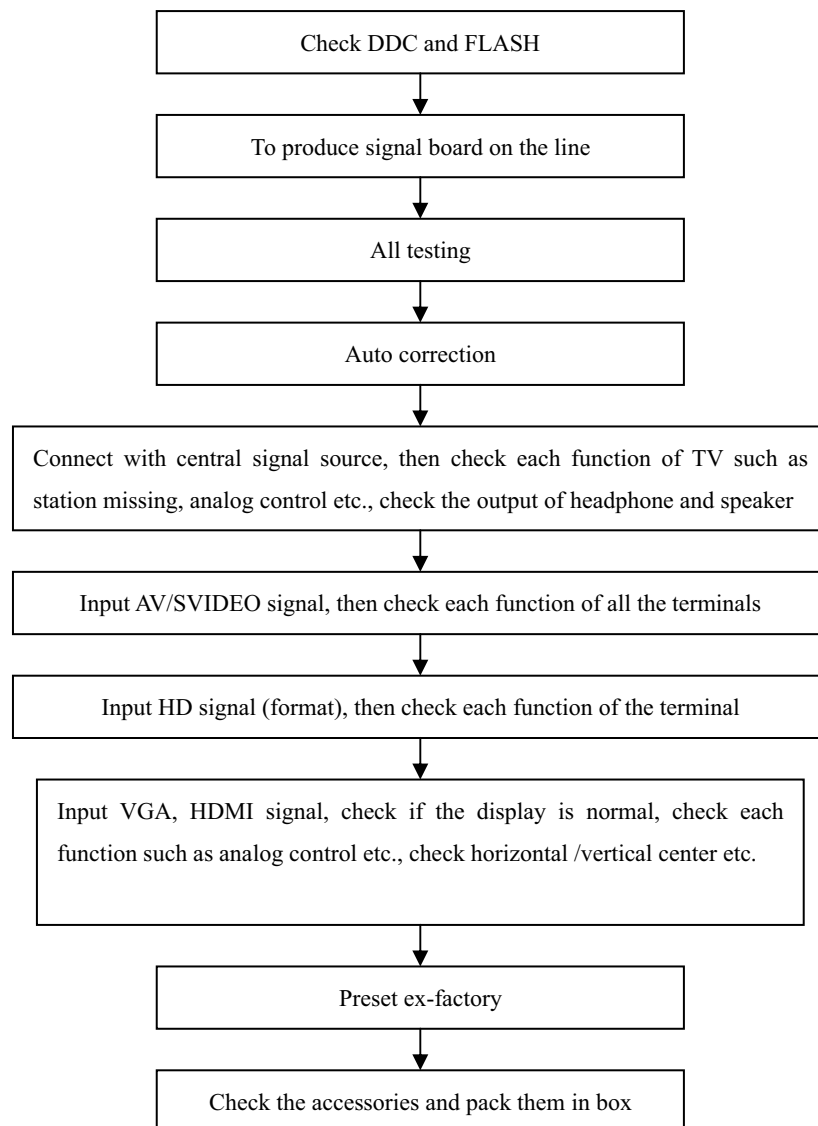 Check DDC and FLASH
To produce signal board on the line
All testing
Auto correction
Connect with central signal source, then check each function of TV such as
station missing, analog control etc., check the output of headphone and speaker
Input AV/SVIDEO signal, then check each function of all the terminals
Input HD signal (format), then check each function of the terminal
Input VGA, HDMI signal, check if the display is normal, check each
function such as analog control etc., check horizontal /vertical center etc.
Preset ex-factory
Check the accessories and pack them in box